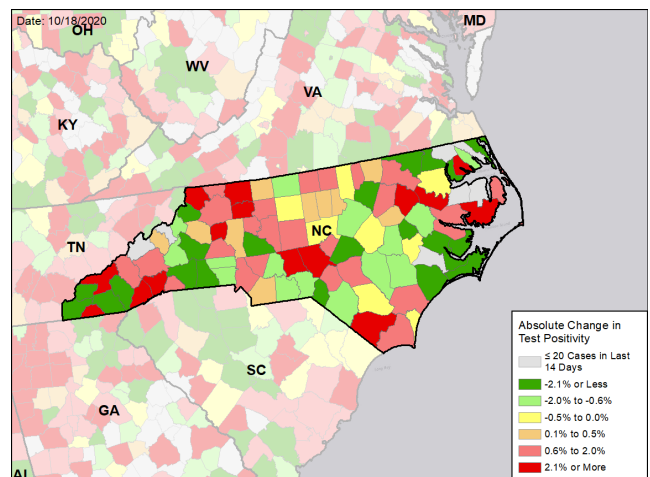 Date: 10/18/2020
OH
MD
WV
VA
KY
TN
NC
SC
GA
AL
Absolute Change in
Test Positivity
≤ 20 Cases in Last
14 Days
-2.1% or Less
-2.0% to -0.6%
-0.5% to 0.0%
0.1% to 0.5%
0.6% to 2.0%
2.1% or More